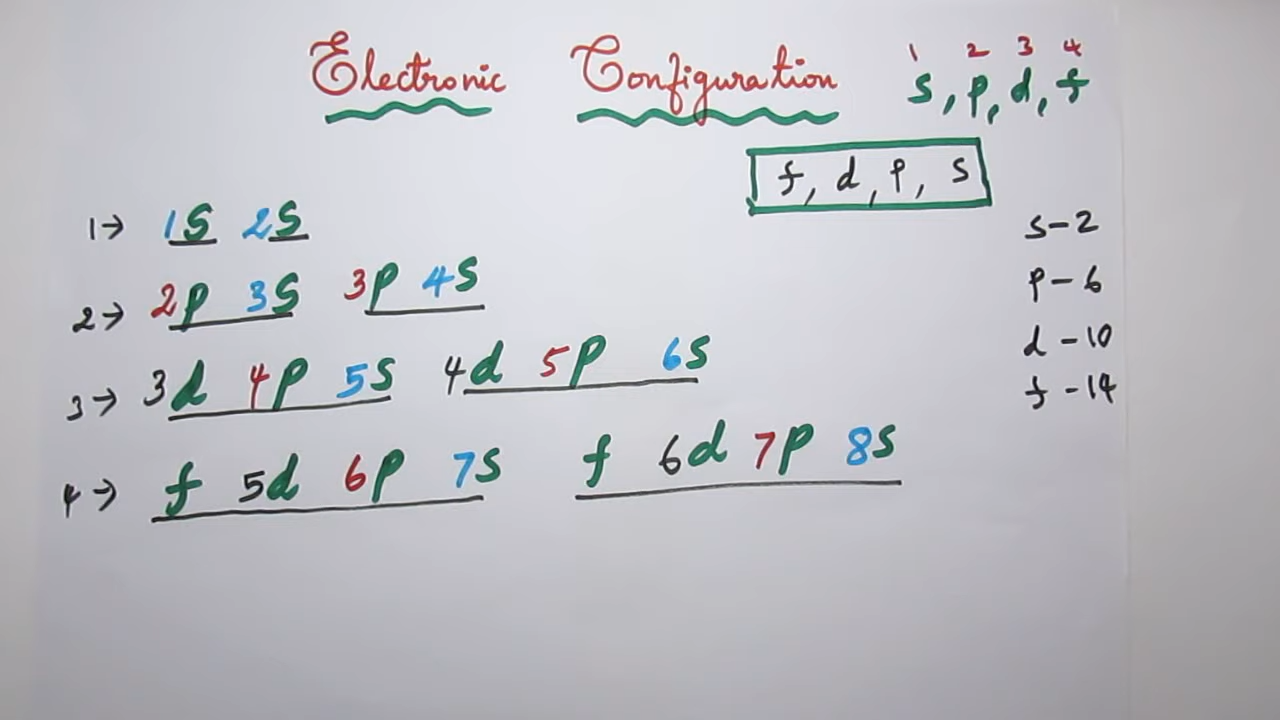 Electronic Configuration
1 2 3 4
s, p, d, f
f, d, p, s
1→ 1s 2s
2→ 2p 3s 3p 4s
3→ 3d 4p 5s 4d 5p 6s
4→ f 5d 6p 7s f 6d 7p 8s
s-2
p-6
d-10
f-14